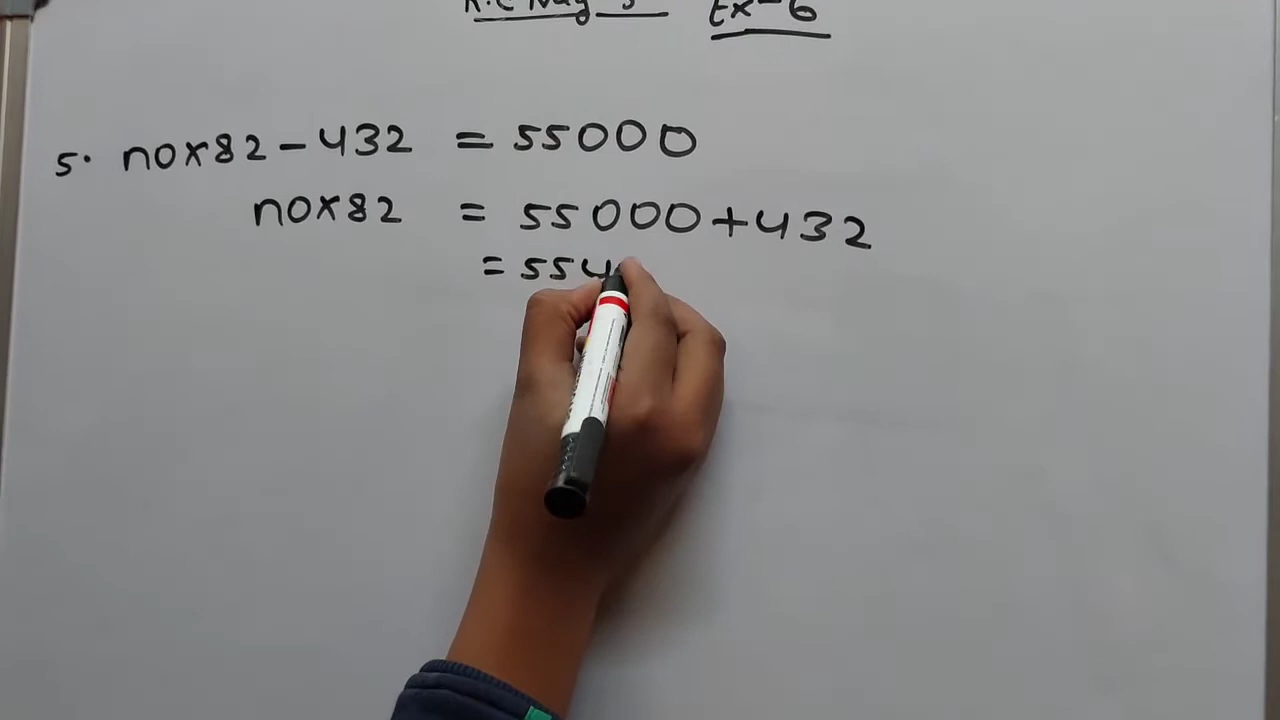 Ex-6
5. no×82-432 = 55000
no×82 = 55000+432
= 554